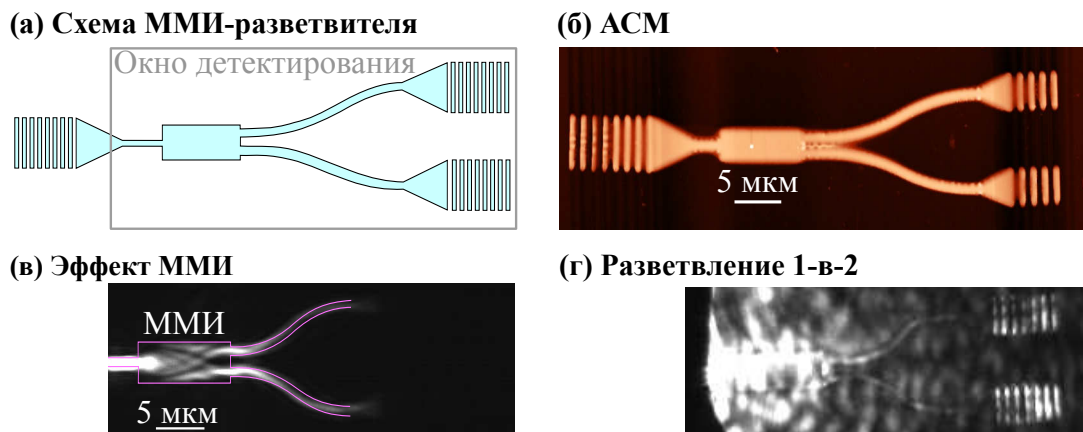 (а) Схема ММИ-разветвителя
Окно детектирования
(б) АСМ
5 мкм
(в) Эффект ММИ
ММИ
5 мкм
(г) Разветвление 1-в-2